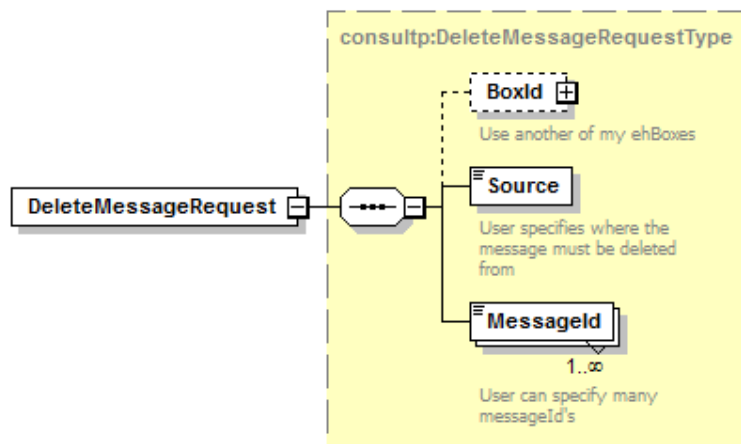 consultp:DeleteMessageRequestType
BoxId
Use another of my ehBoxes
DeleteMessageRequest
Source
User specifies where the
message must be deleted
from
MessageId
1..∞
User can specify many
messageId's